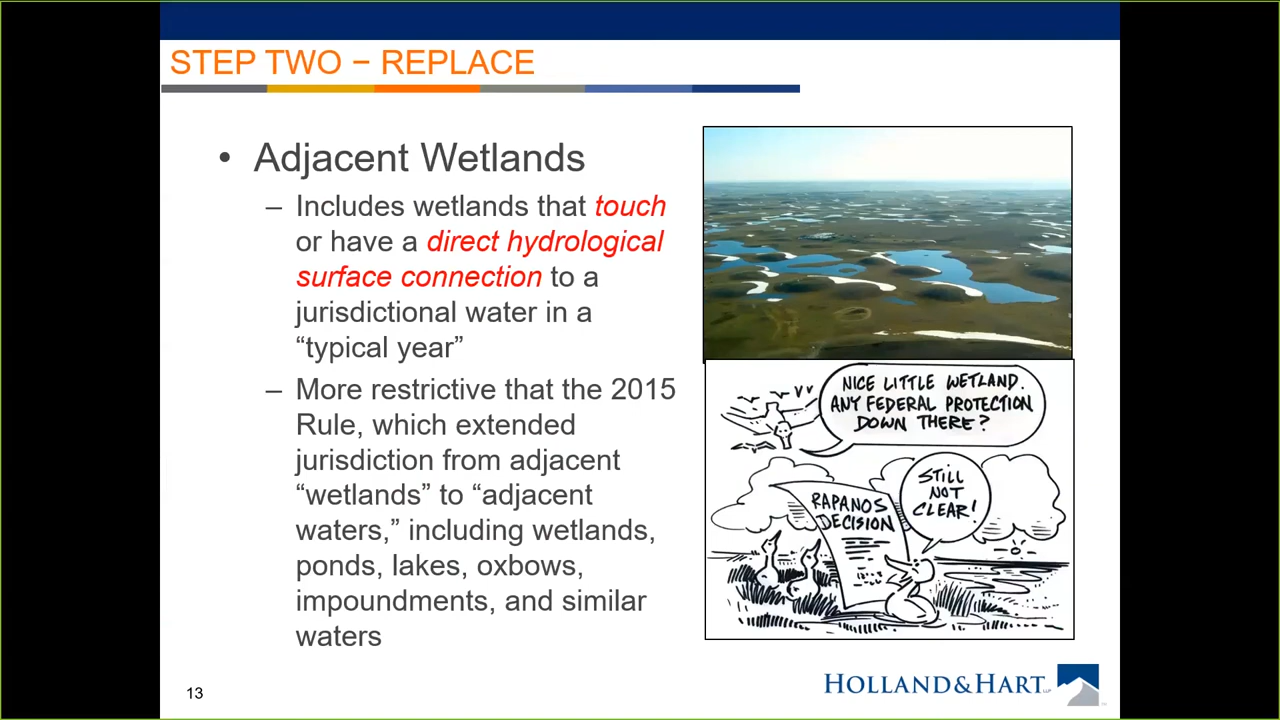 STEP TWO – REPLACE
• Adjacent Wetlands
– Includes wetlands that touch
or have a direct hydrological
surface connection to a
jurisdictional water in a
“typical year”
– More restrictive that the 2015
Rule, which extended
jurisdiction from adjacent
“wetlands” to “adjacent
waters,” including wetlands,
ponds, lakes, oxbows,
impoundments, and similar
waters
NICE LITTLE WETLAND.
ANY FEDERAL PROTECTION
DOWN THERE?
STILL
NOT
CLEAR!
RAPANOS
DECISION
13
HOLLAND&HART LLP